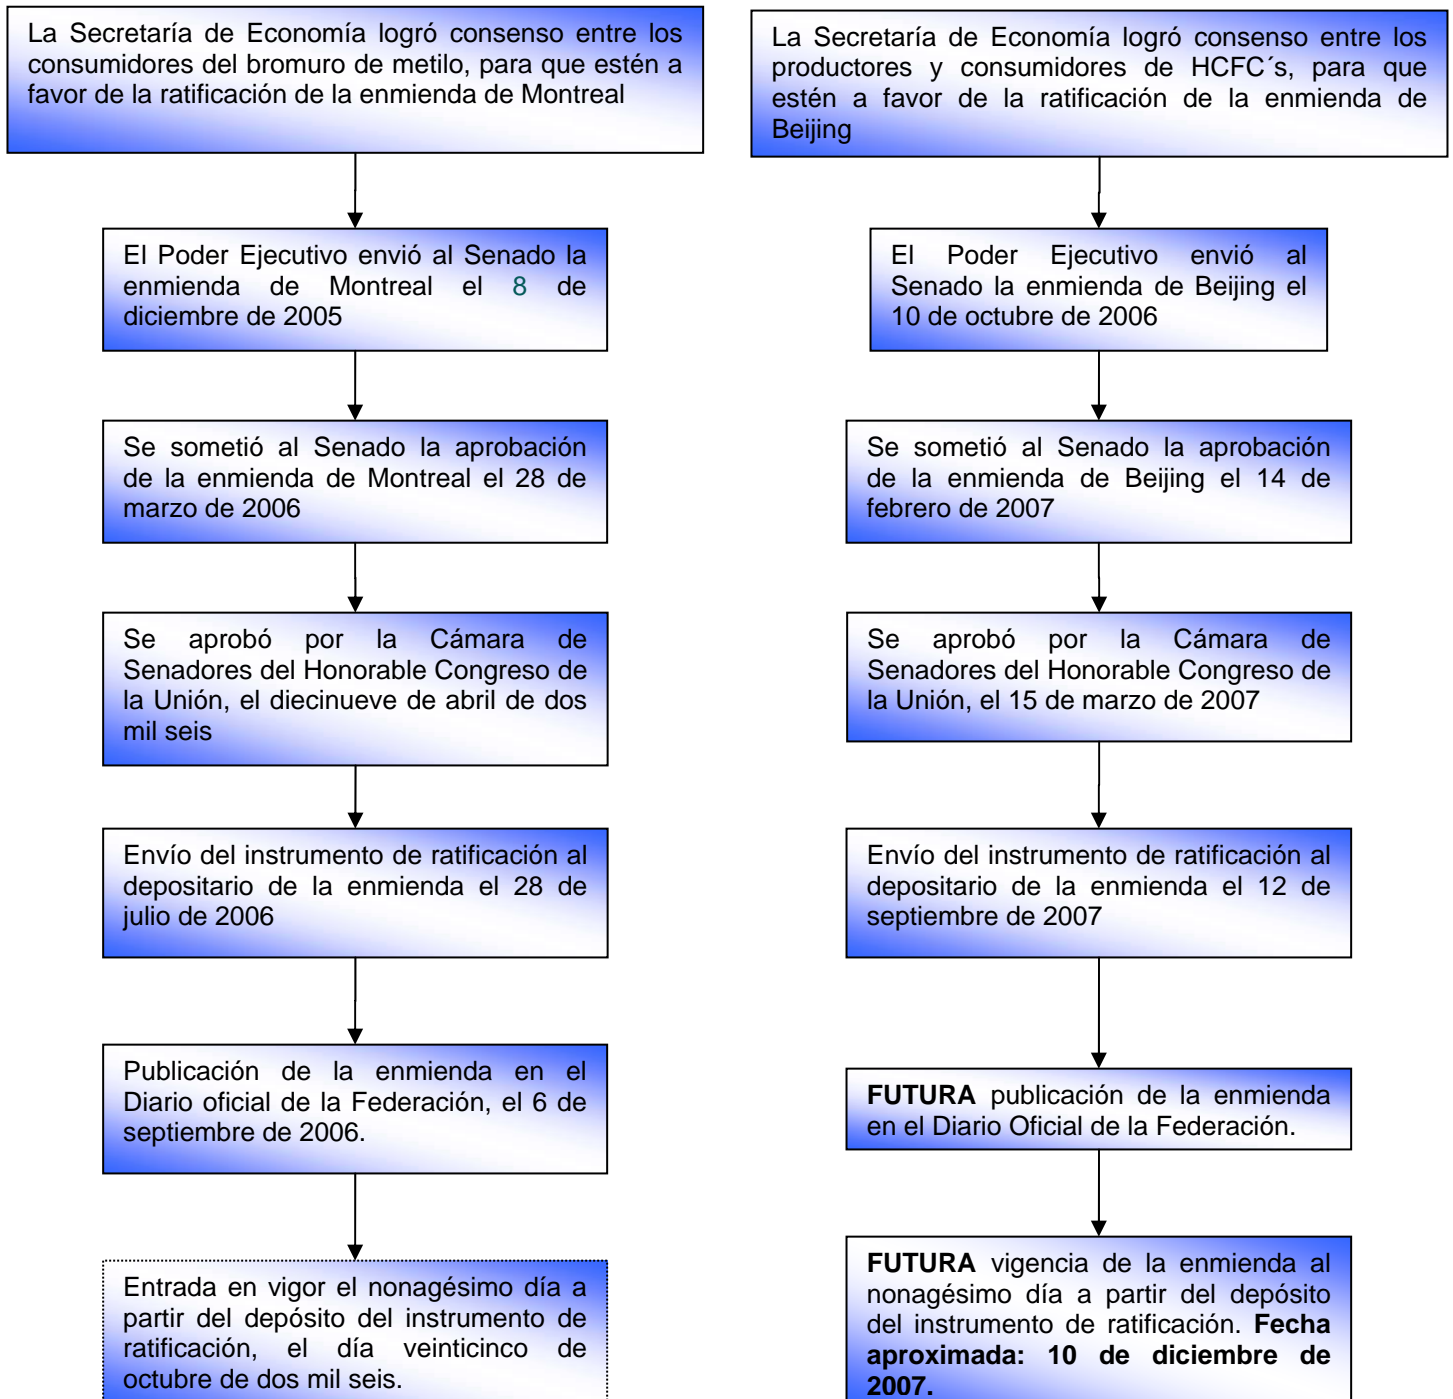 La Secretaría de Economía logró consenso entre los
consumidores del bromuro de metilo, para que estén a
favor de la ratificación de la enmienda de Montreal
El Poder Ejecutivo envió al Senado la
enmienda de Montreal el 8 de
diciembre de 2005
Se sometió al Senado la aprobación
de la enmienda de Montreal el 28 de
marzo de 2006
Se aprobó por la Cámara de
Senadores del Honorable Congreso de
la Unión, el diecinueve de abril de dos
mil seis
Envío del instrumento de ratificación al
depositario de la enmienda el 28 de
julio de 2006
Publicación de la enmienda en el
Diario oficial de la Federación, el 6 de
septiembre de 2006.
Entrada en vigor el nonagésimo día a
partir del depósito del instrumento de
ratificación, el día veinticinco de
octubre de dos mil seis.
La Secretaría de Economía logró consenso entre los
productores y consumidores de HCFC´s, para que
estén a favor de la ratificación de la enmienda de
Beijing
El Poder Ejecutivo envió al
Senado la enmienda de Beijing el
10 de octubre de 2006
Se sometió al Senado la aprobación
de la enmienda de Beijing el 14 de
febrero de 2007
Se aprobó por la Cámara de
Senadores del Honorable Congreso de
la Unión, el 15 de marzo de 2007
Envío del instrumento de ratificación al
depositario de la enmienda el 12 de
septiembre de 2007
FUTURA publicación de la enmienda
en el Diario Oficial de la Federación.
FUTURA vigencia de la enmienda al
nonagésimo día a partir del depósito
del instrumento de ratificación. Fecha
aproximada: 10 de diciembre de
2007.